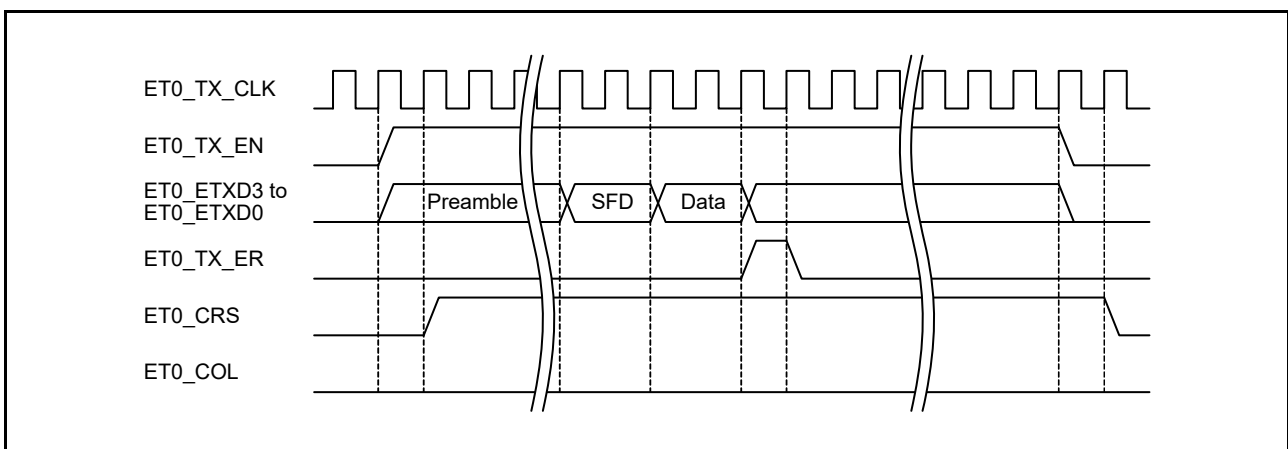 ET0_TX_CLK
ET0_TX_EN
ET0_ETXD3 to
ET0_ETXD0
Preamble
SFD
Data
ET0_TX_ER
ET0_CRS
ET0_COL